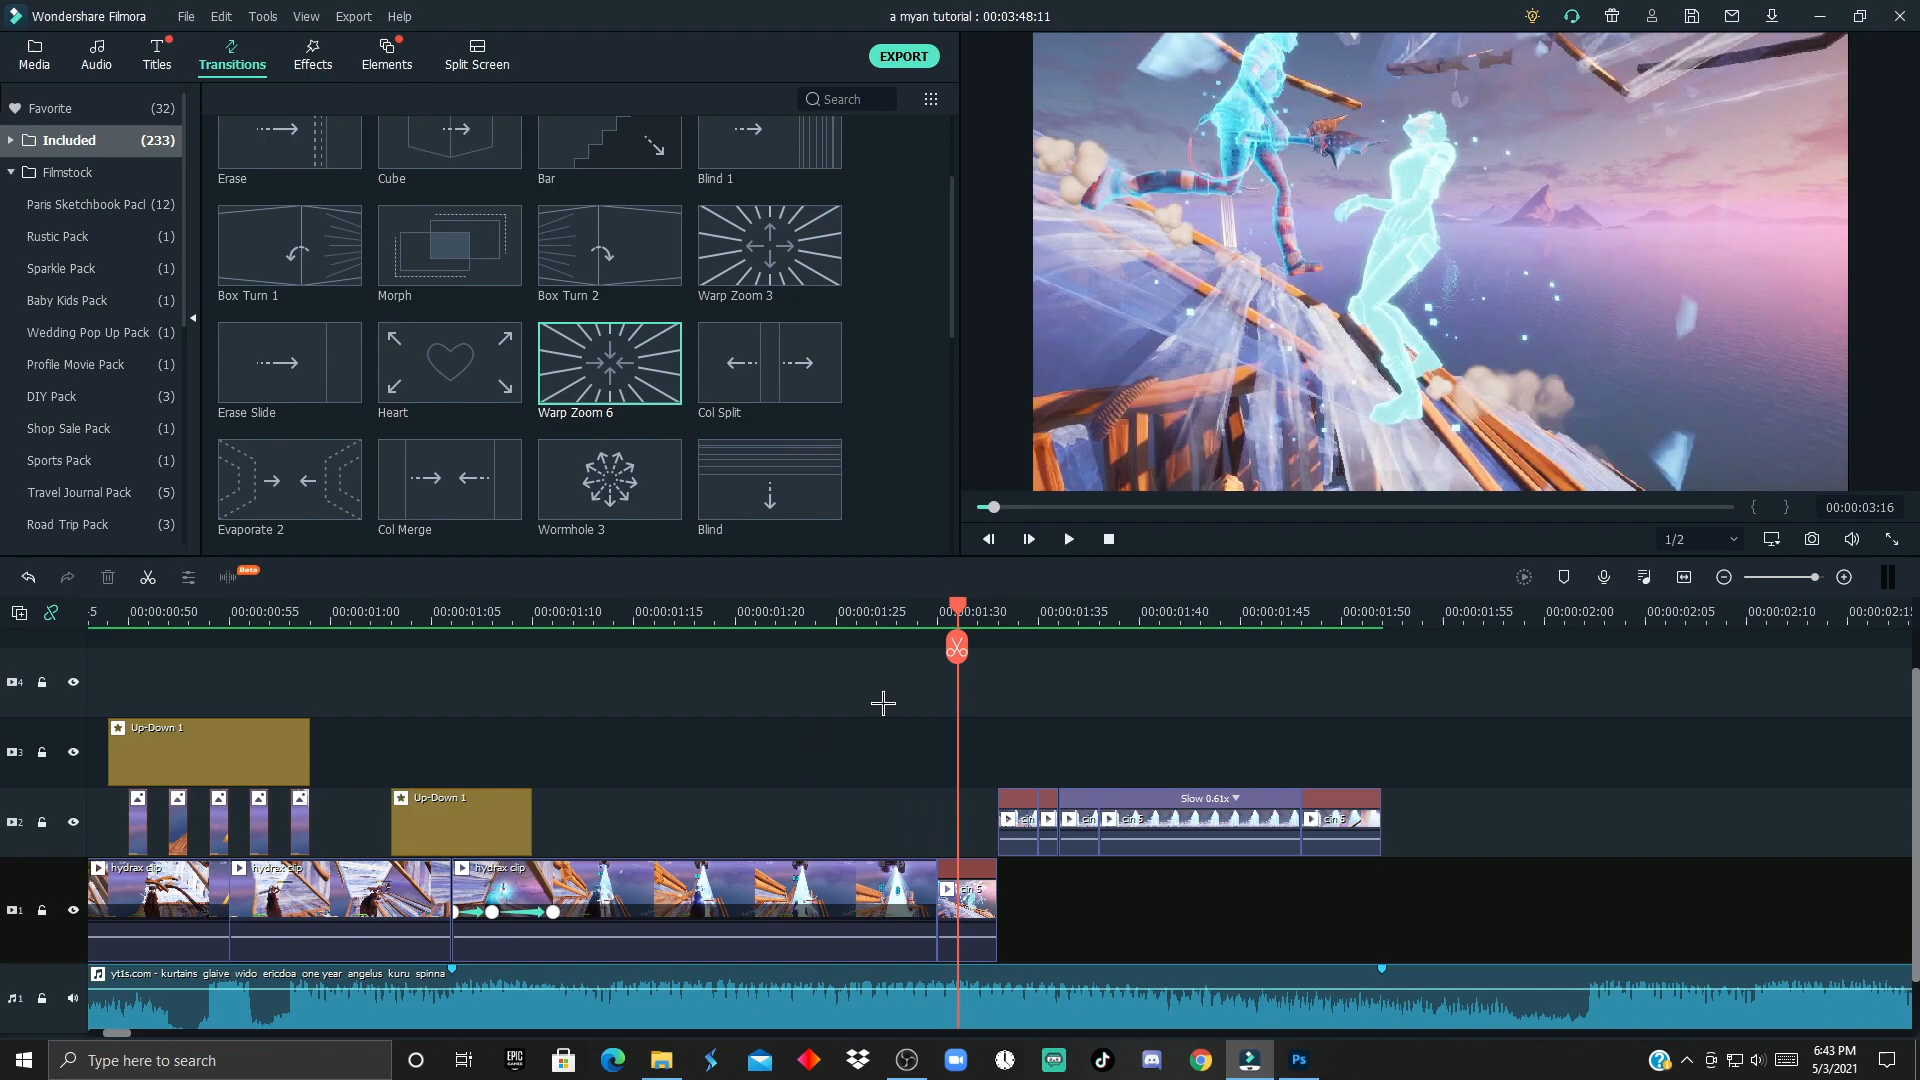 Wondershare Filmora File Edit Tools View Export Help a myan tutorial : 00:03:48:11
Media Audio Titles Transitions Effects Elements Split Screen EXPORT
Favorite (32)
Included (233)
Filmstock
Paris Sketchbook Pacl (12)
Rustic Pack (1)
Sparkle Pack (1)
Baby Kids Pack (1)
Wedding Pop Up Pack (1)
Profile Movie Pack (1)
DIY Pack (3)
Shop Sale Pack (1)
Sports Pack (1)
Travel Journal Pack (5)
Road Trip Pack (3)
Search
Erase Cube Bar Blind 1
Box Turn 1 Morph Box Turn 2 Warp Zoom 3
Erase Slide Heart Warp Zoom 6 Col Split
Evaporate 2 Col Merge Wormhole 3 Blind
{ } 00:00:03:16
1/2
Beta
:5 00:00:00:50 00:00:00:55 00:00:01:00 00:00:01:05 00:00:01:10 00:00:01:15 00:00:01:20 00:00:01:25 00:00:01:30 00:00:01:35 00:00:01:40 00:00:01:45 00:00:01:50 00:00:01:55 00:00:02:00 00:00:02:05 00:00:02:10 00:00:02:15
4
3 Up-Down 1
2 Up-Down 1 Slow 0.61x
cin cin cin 5 cin 5
1 hydrax clip hydrax clip hydrax clip cin 5
1 yt1s.com - kurtains glaive wido ericdoa one year angelus kuru spinna
Type here to search EPIC GAMES Ps 6:43 PM
5/3/2021